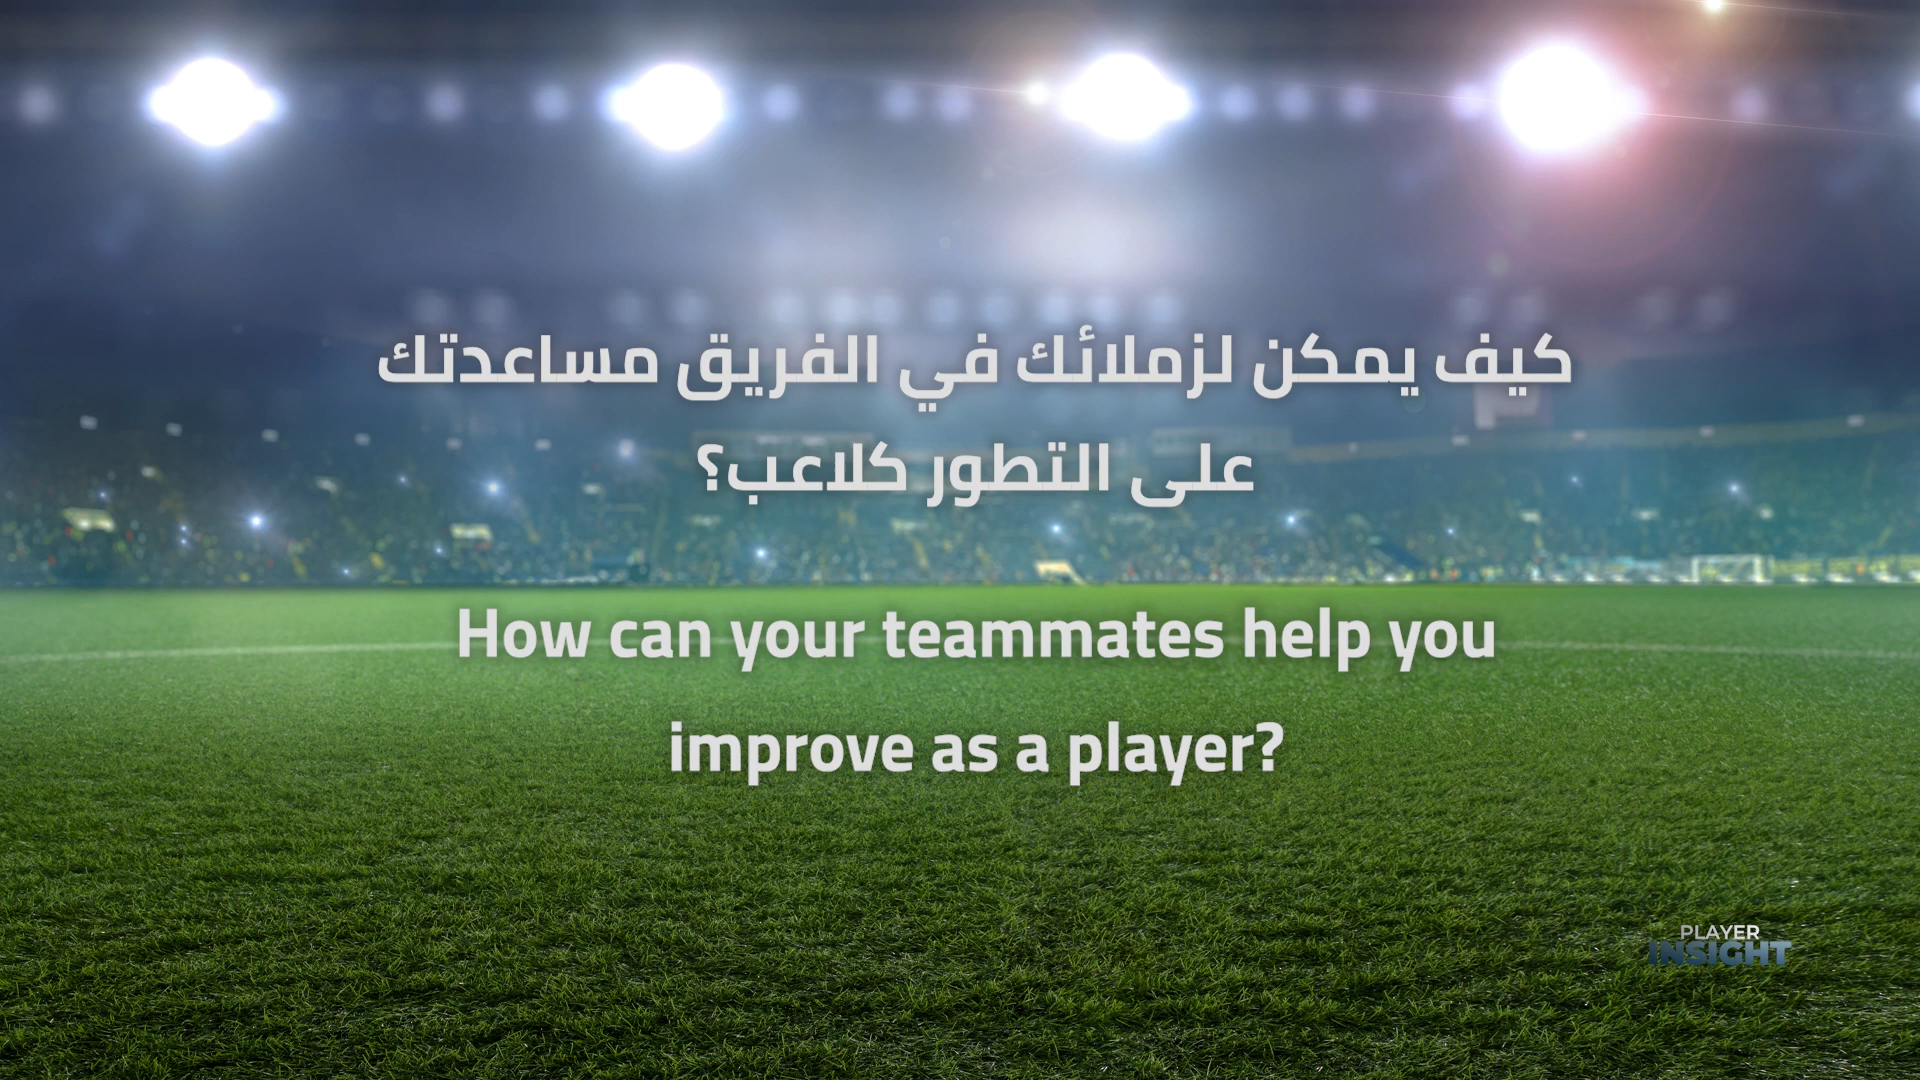 كيف يمكن لزملائك في الفريق مساعدتك
على التطور كلاعب؟
How can your teammates help you
improve as a player?
PLAYER
INSIGHT